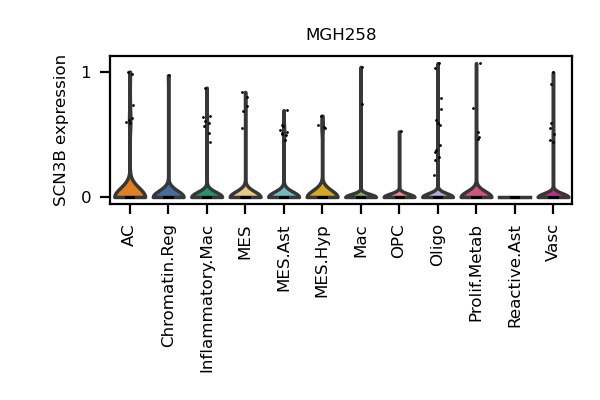 MGH258
SCN3B expression
1
0
AC
Chromatin.Reg
Inflammatory.Mac
MES
MES.Ast
MES.Hyp
Mac
OPC
Oligo
Prolif.Metab
Reactive.Ast
Vasc